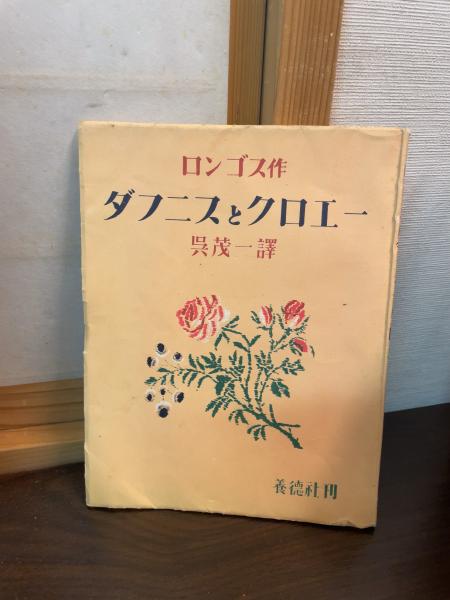 ロンゴス作
ダフニスとクロエー
呉茂一譯
養徳社刊